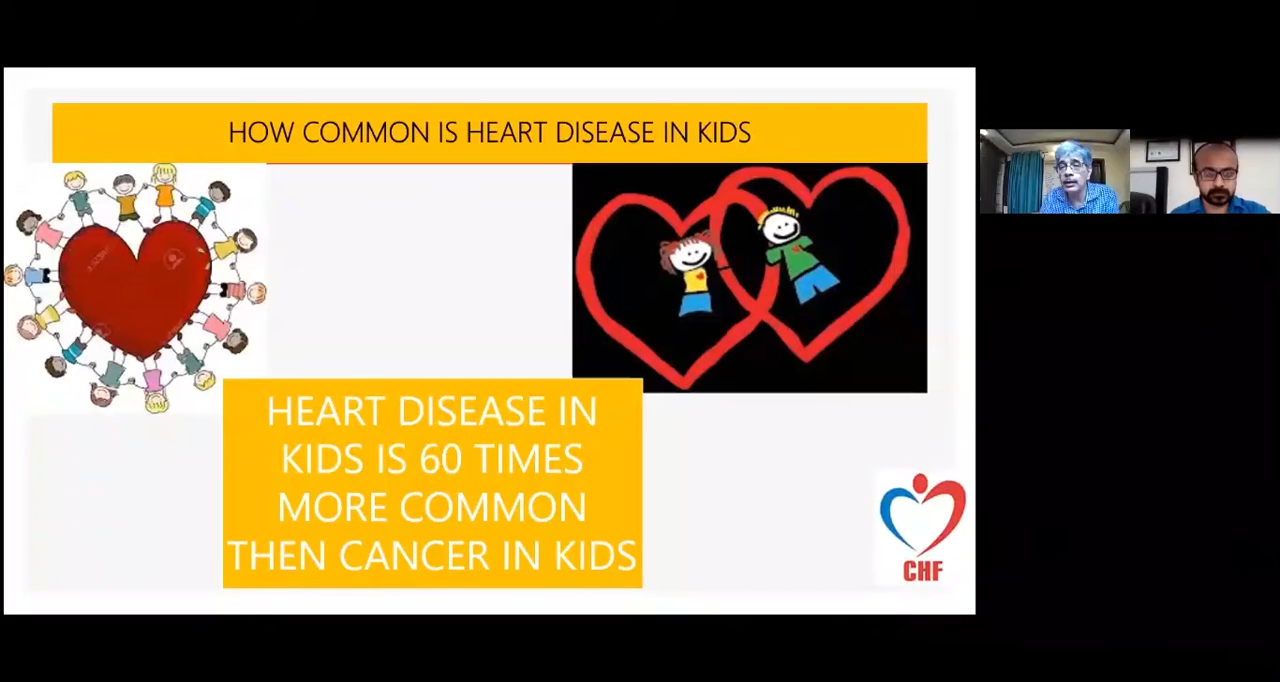 HOW COMMON IS HEART DISEASE IN KIDS
HEART DISEASE IN
KIDS IS 60 TIMES
MORE COMMON
THEN CANCER IN KIDS
CHF